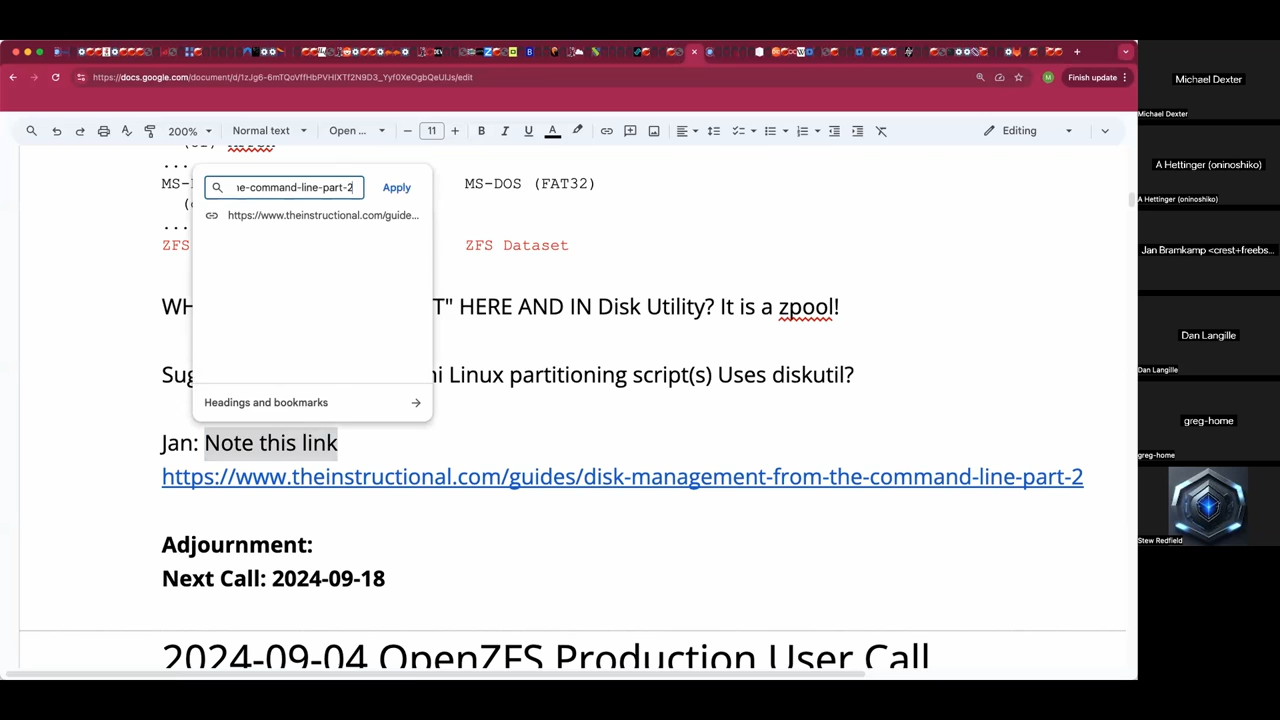 https://docs.google.com/document/d/1zJg6-6mTQoVffHbPVHIXTf2N9D3_Yyf0XeOgbQeUIJs/edit
Finish update
200%
Normal text
Open ...
11
Editing
...
MS-
MS-DOS (FAT32)
...
ZFS
ZFS Dataset
ıe-command-line-part-2
Apply
https://www.theinstructional.com/guide...
WH
T" HERE AND IN Disk Utility? It is a zpool!
Sug
ni Linux partitioning script(s) Uses diskutil?
Headings and bookmarks
Jan: Note this link
https://www.theinstructional.com/guides/disk-management-from-the-command-line-part-2
Adjournment:
Next Call: 2024-09-18
2024-09-04 OpenZFS Production User Call
Michael Dexter
Michael Dexter
A Hettinger (oninoshiko)
A Hettinger (oninoshiko)
Jan Bramkamp <crest+freebs...
Dan Langille
Dan Langille
greg-home
greg-home
Stew Redfield